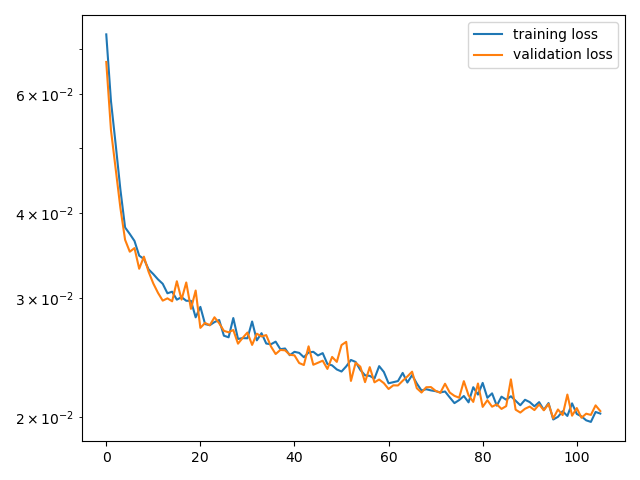 training loss
validation loss
6 × 10⁻²
4 × 10⁻²
3 × 10⁻²
2 × 10⁻²
0 20 40 60 80 100